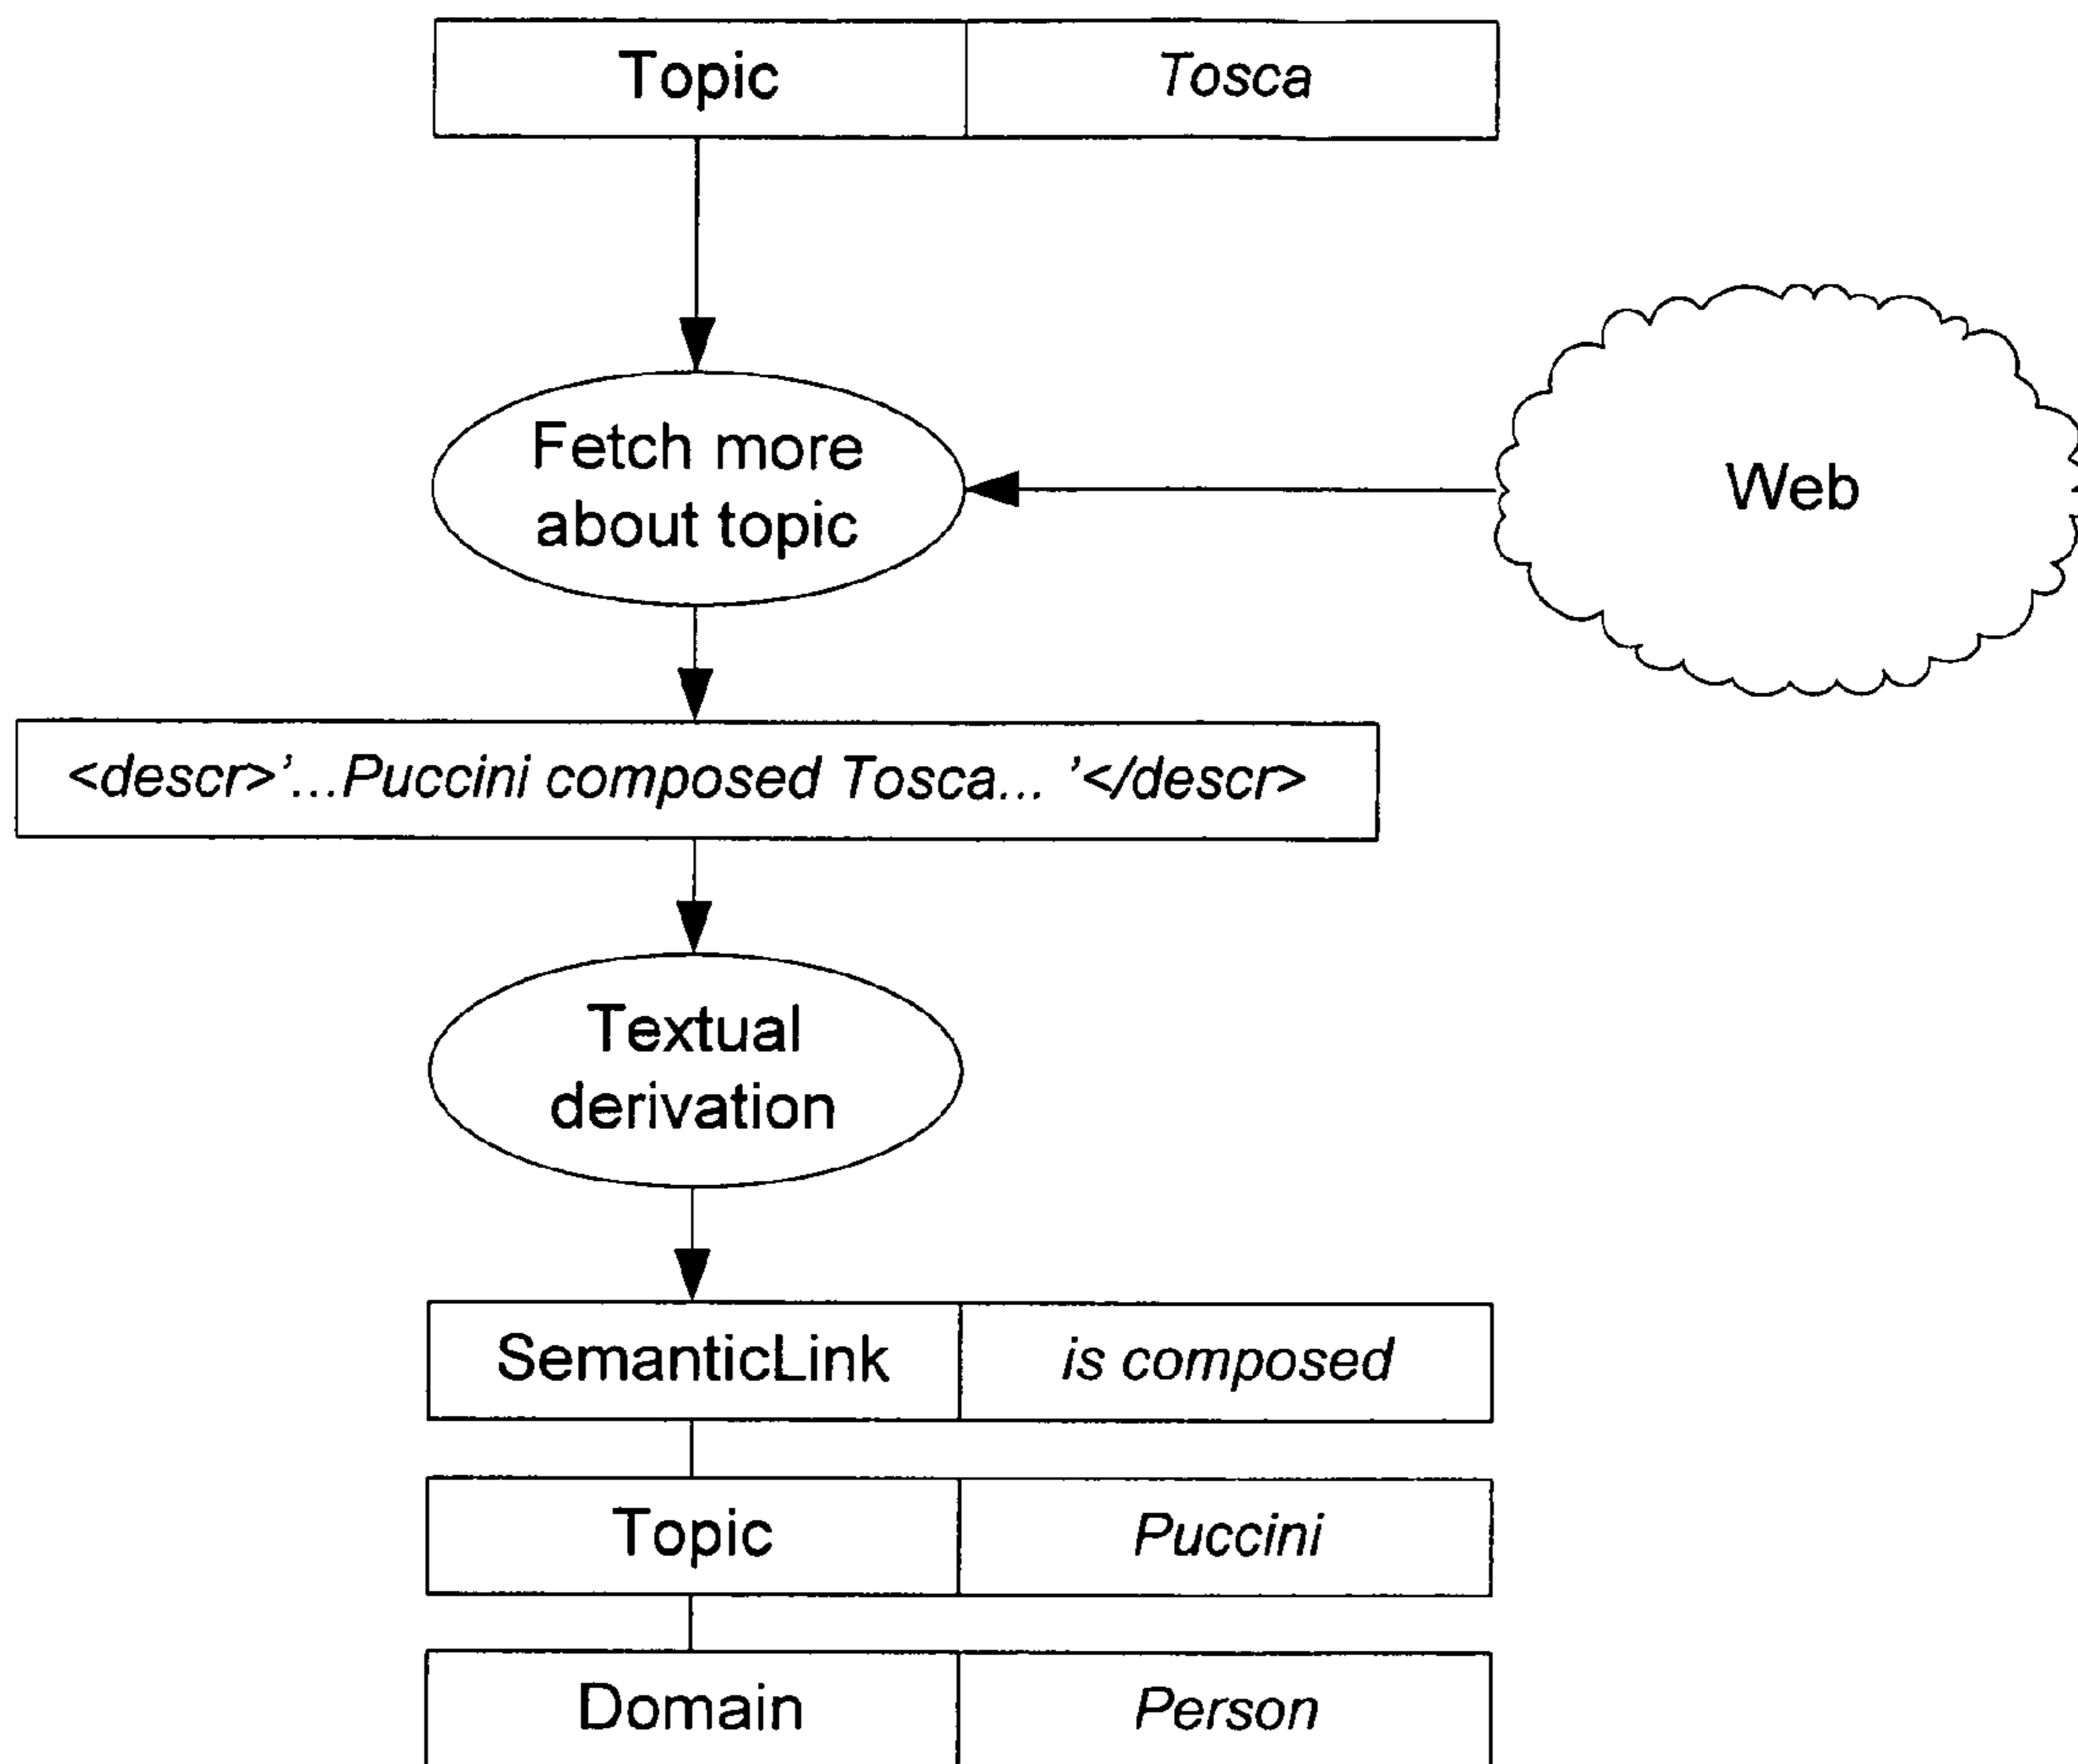 Topic Tosca
Fetch more
about topic
Web
<descr>'...Puccini composed Tosca... '</descr>
Textual
derivation
SemanticLink is composed
Topic Puccini
Domain Person